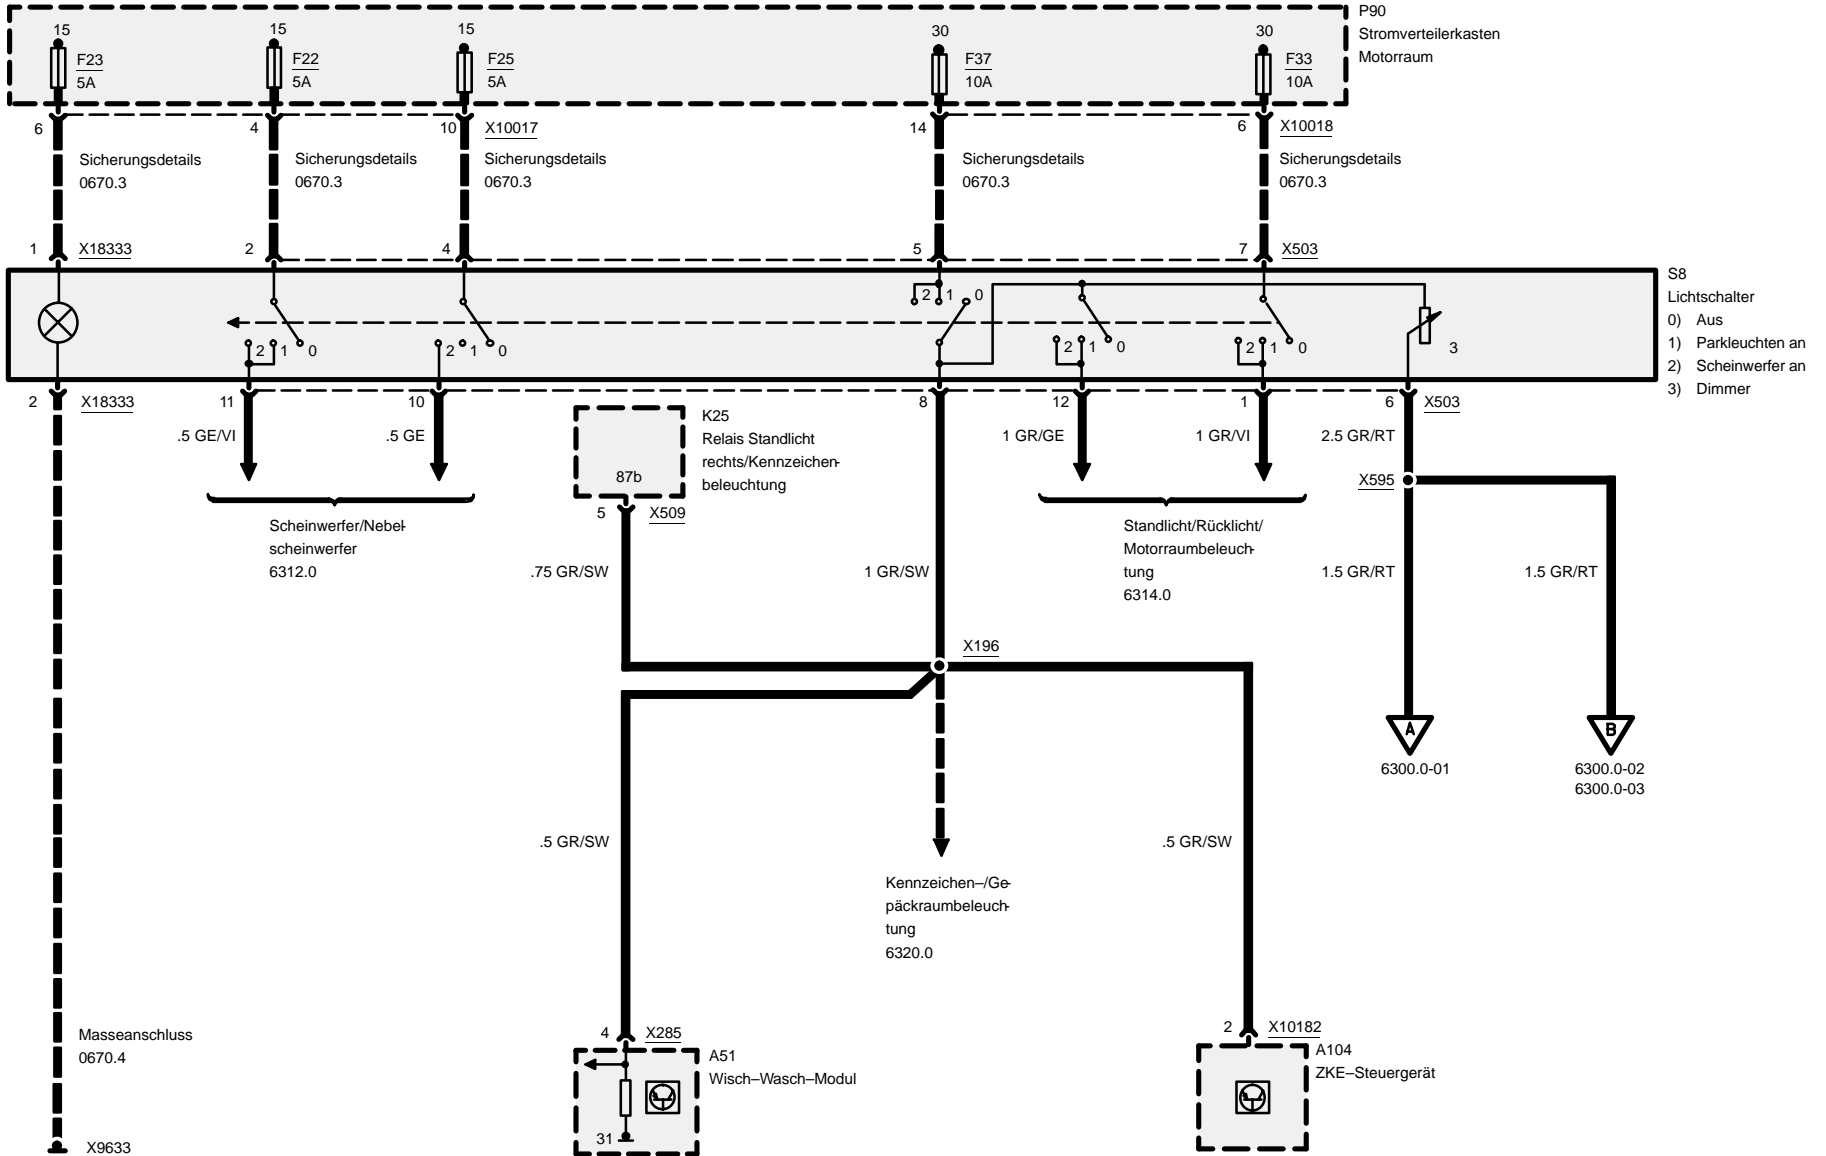 P90
Stromverteilerkasten
Motorraum
15
15
15
30
30
F23
5A
F22
5A
F25
5A
F37
10A
F33
10A
6
4
10
X10017
14
6
X10018
Sicherungsdetails
0670.3
Sicherungsdetails
0670.3
Sicherungsdetails
0670.3
Sicherungsdetails
0670.3
Sicherungsdetails
0670.3
1
X18333
2
4
5
7
X503
S8
Lichtschalter
0) Aus
1) Parkleuchten an
2) Scheinwerfer an
3) Dimmer
2 1 0
2 1 0
2 1 0
2 1 0
2 1 0
3
2
X18333
11
10
8
12
1
6
X503
.5 GE/VI
.5 GE
K25
Relais Standlicht
rechts/Kennzeichen-
beleuchtung
87b
5
X509
1 GR/GE
1 GR/VI
2.5 GR/RT
X595
Scheinwerfer/Nebel-
scheinwerfer
6312.0
Standlicht/Rücklicht/
Motorraumbeleuch-
tung
6314.0
.75 GR/SW
1 GR/SW
1.5 GR/RT
1.5 GR/RT
X196
A
6300.0-01
B
6300.0-02
6300.0-03
.5 GR/SW
.5 GR/SW
Kennzeichen–/Ge-
päckraumbeleuch-
tung
6320.0
Masseanschluss
0670.4
X9633
4
X285
A51
Wisch–Wasch–Modul
31
2
X10182
A104
ZKE–Steuergerät